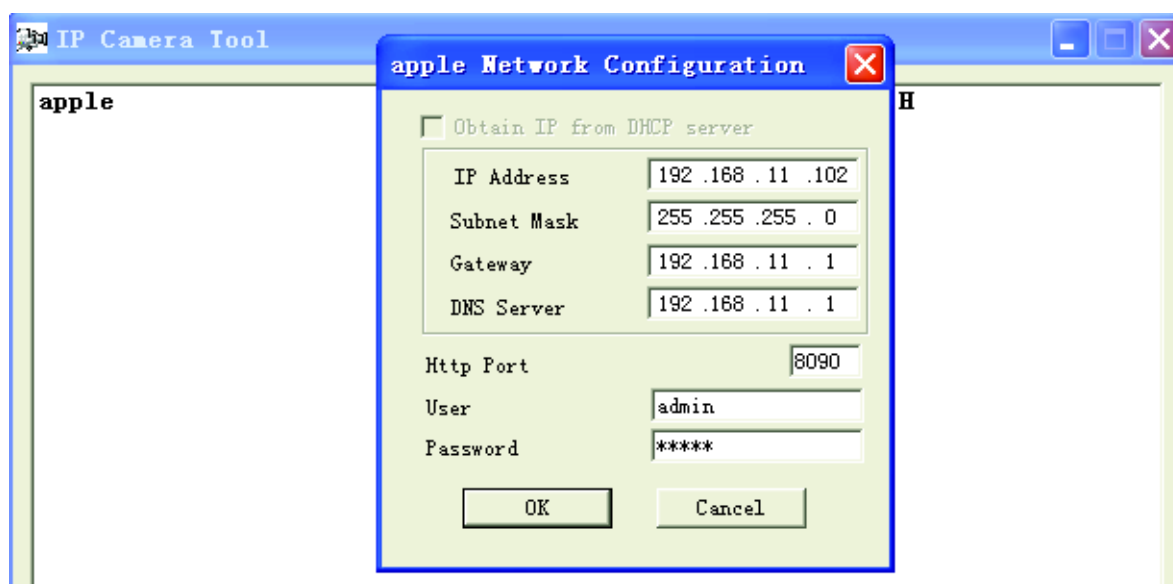 IP Camera Tool
apple Network Configuration
apple
H
Obtain IP from DHCP server
IP Address 192 .168 . 11 .102
Subnet Mask 255 .255 .255 . 0
Gateway 192 .168 . 11 . 1
DNS Server 192 .168 . 11 . 1
Http Port 8090
User admin
Password *****
OK Cancel